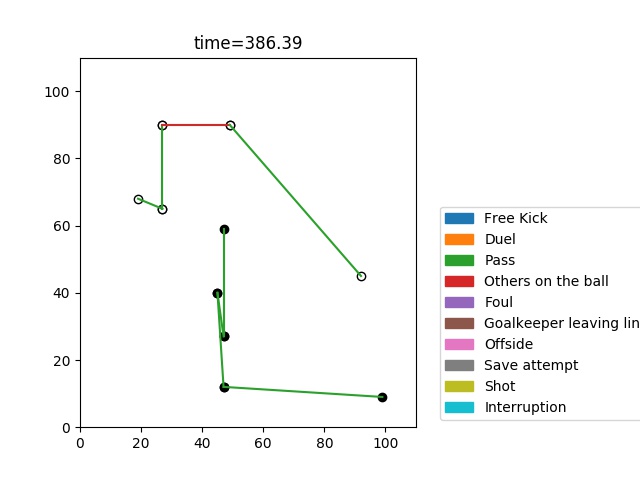 time=386.39
100
80
60
40
20
0
0 20 40 60 80 100
Free Kick
Duel
Pass
Others on the ball
Foul
Goalkeeper leaving lin
Offside
Save attempt
Shot
Interruption